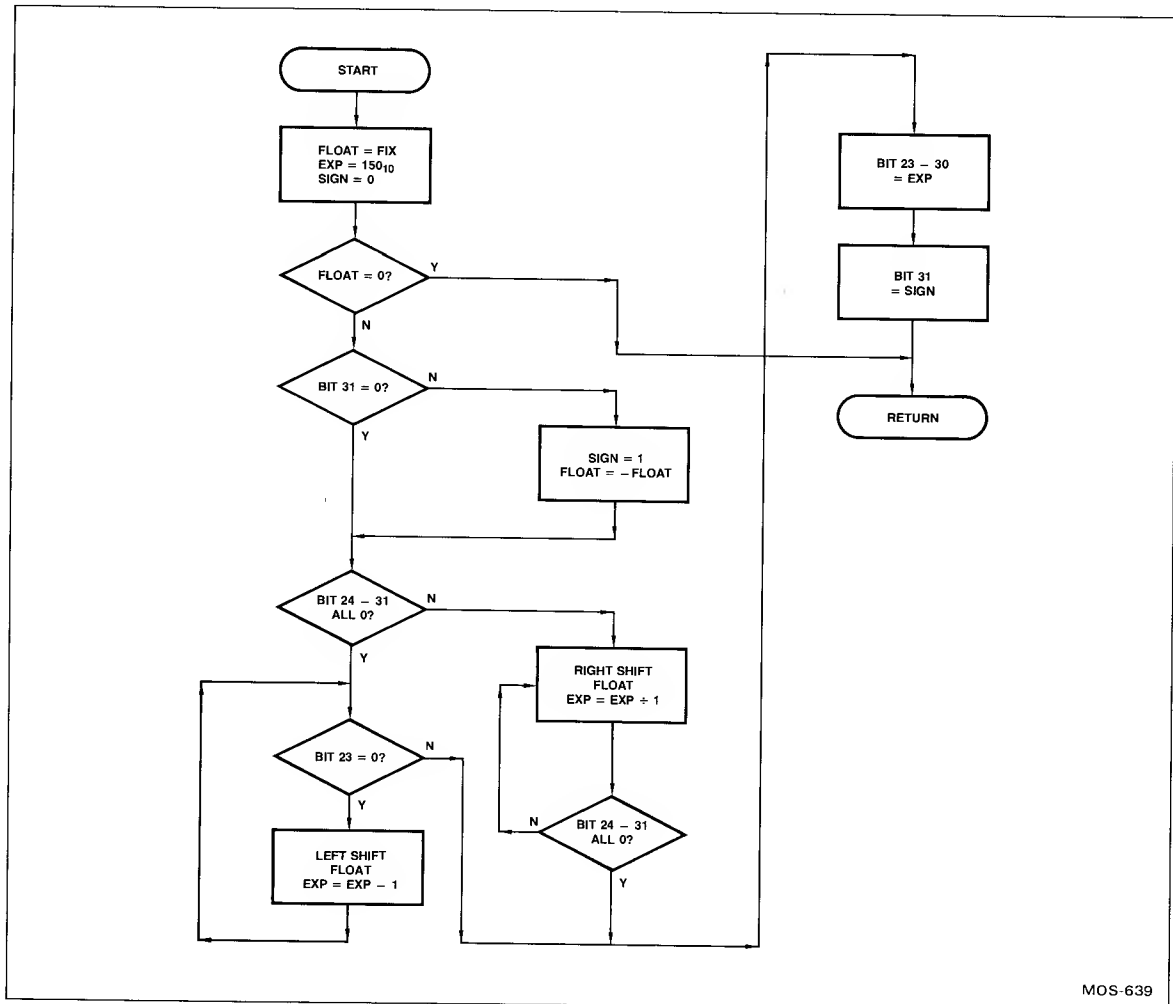 START
FLOAT = FIX
EXP = 150₁₀
SIGN = 0
FLOAT = 0?
Y
N
BIT 31 = 0?
N
Y
SIGN = 1
FLOAT = −FLOAT
BIT 24 – 31
ALL 0?
N
Y
RIGHT SHIFT
FLOAT
EXP = EXP ÷ 1
BIT 23 = 0?
N
Y
BIT 24 – 31
ALL 0?
N
Y
LEFT SHIFT
FLOAT
EXP = EXP − 1
BIT 23 – 30
= EXP
BIT 31
= SIGN
RETURN
MOS-639